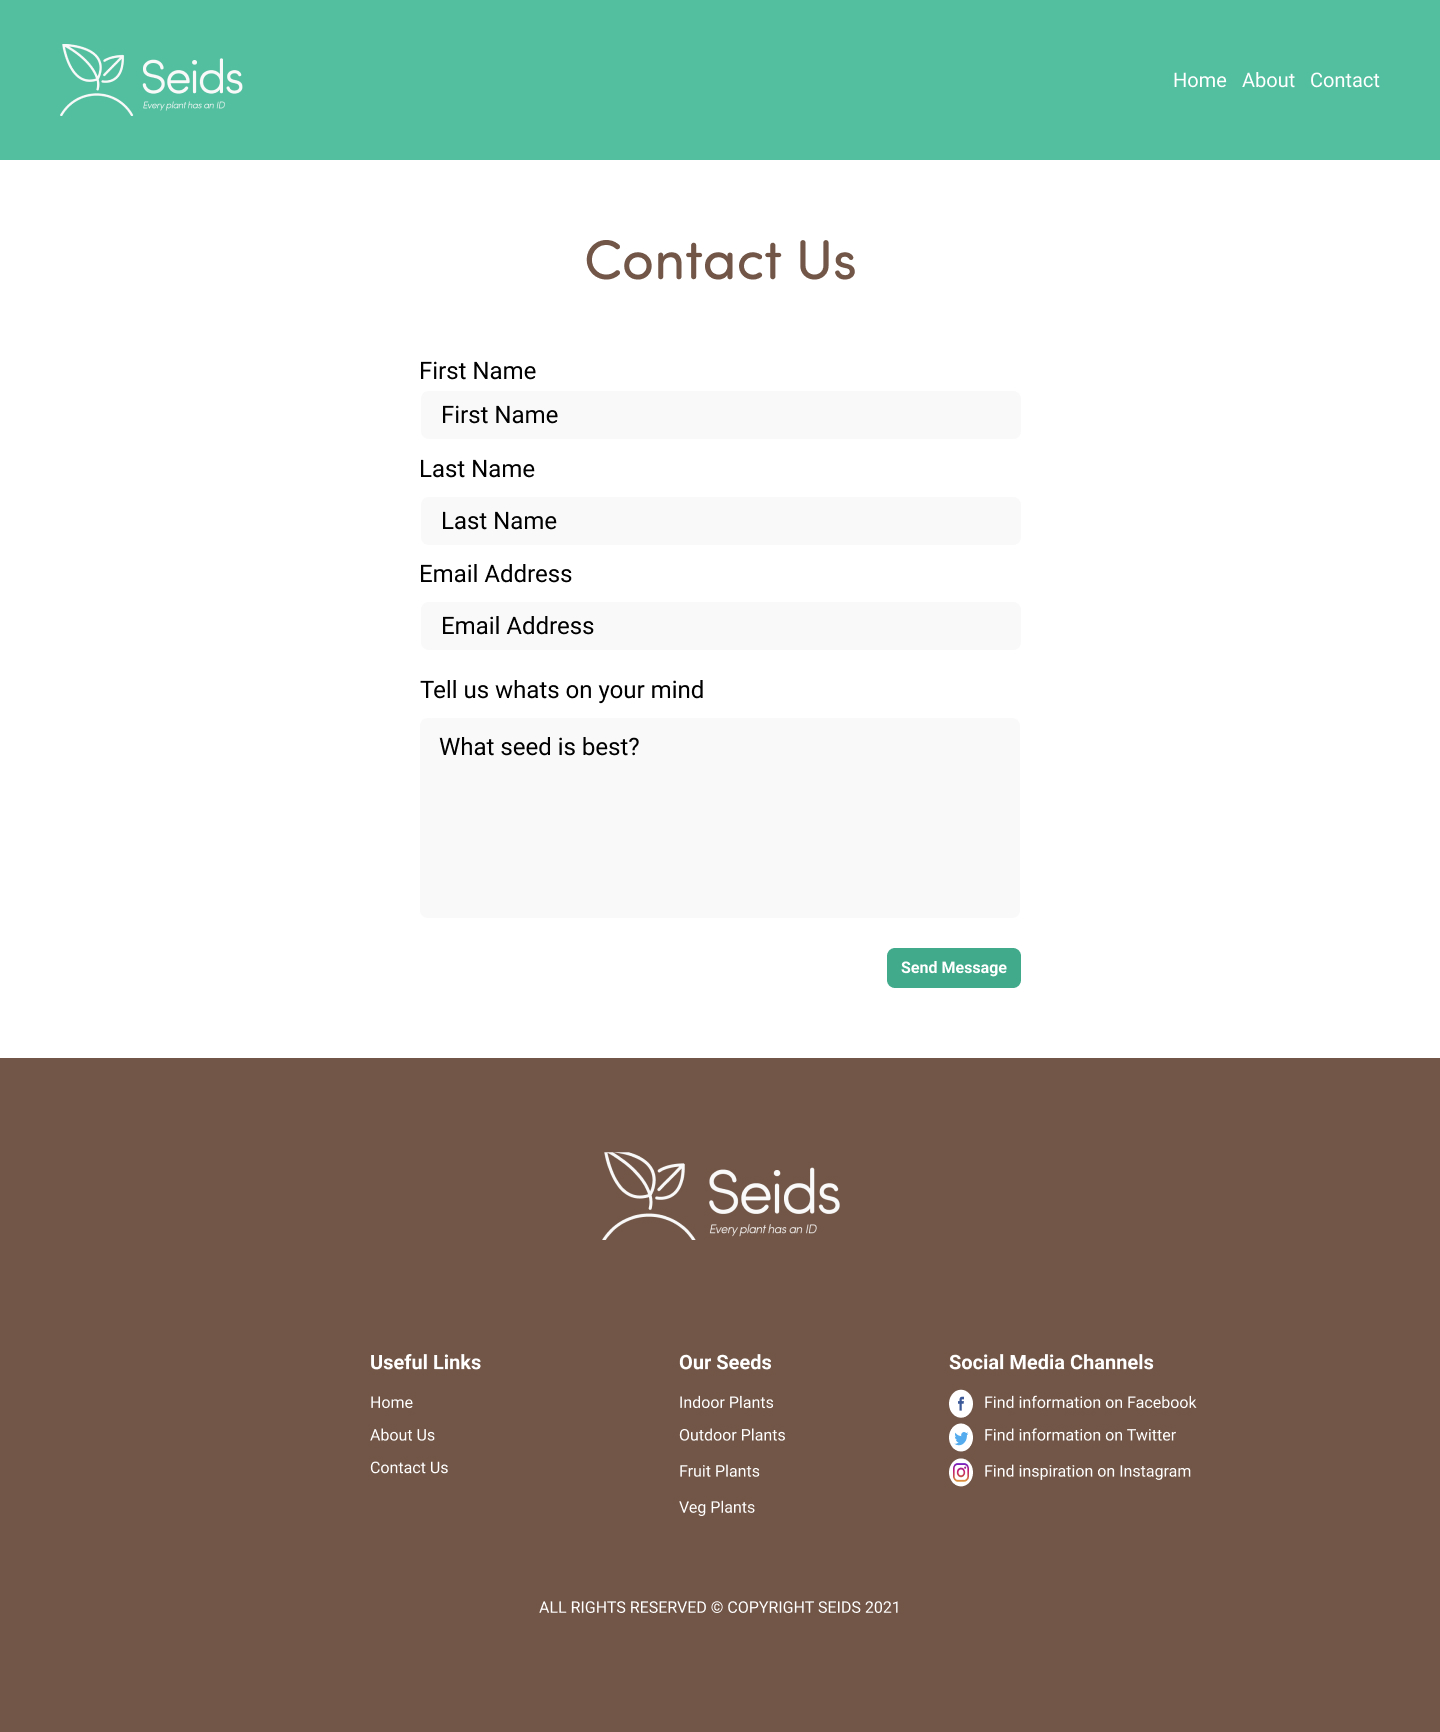 Seids
Every plant has an ID
Home About Contact
Contact Us
First Name
First Name
Last Name
Last Name
Email Address
Email Address
Tell us whats on your mind
What seed is best?
Send Message
Seids
Every plant has an ID
Useful Links
Home
About Us
Contact Us
Our Seeds
Indoor Plants
Outdoor Plants
Fruit Plants
Veg Plants
Social Media Channels
Find information on Facebook
Find information on Twitter
Find inspiration on Instagram
ALL RIGHTS RESERVED © COPYRIGHT SEIDS 2021